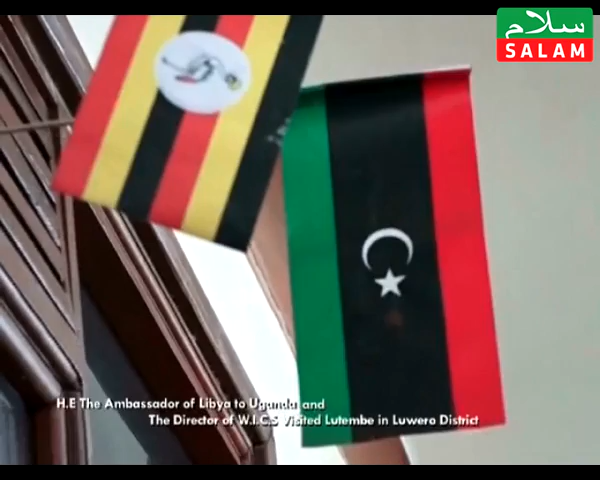 سلام
SALAM
H.E The Ambassador of Libya to Uganda and
The Director of W.I.C.S Visited Lutembe in Luwero District